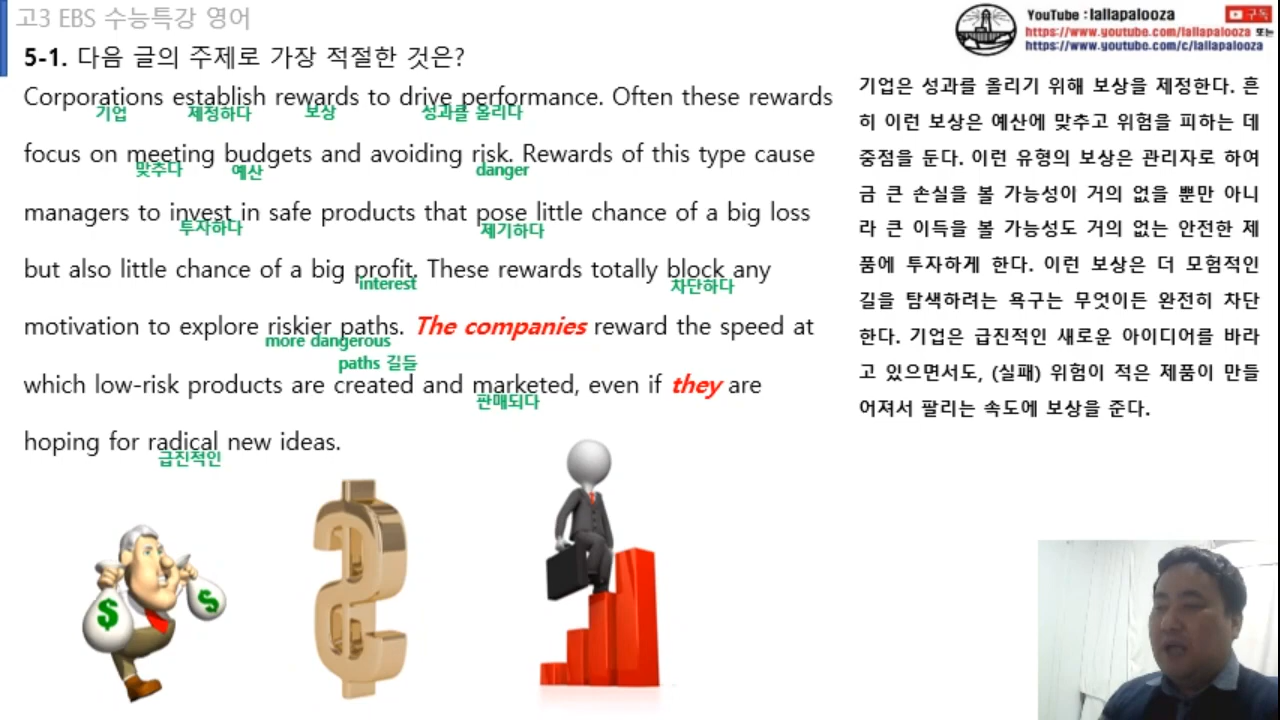 고3 EBS 수능특강 영어
YouTube : lallapalooza
구독
https://www.youtube.com/lallapalooza 또는
https://www.youtube.com/c/lallapalooza
5-1. 다음 글의 주제로 가장 적절한 것은?
Corporations establish rewards to drive performance. Often these rewards
기업 제정하다 보상 성과를 올리다
focus on meeting budgets and avoiding risk. Rewards of this type cause
맞추다 예산 danger
managers to invest in safe products that pose little chance of a big loss
투자하다 제기하다
but also little chance of a big profit. These rewards totally block any
interest 차단하다
motivation to explore riskier paths. The companies reward the speed at
more dangerous
paths 길들
which low-risk products are created and marketed, even if they are
판매되다
hoping for radical new ideas.
급진적인
기업은 성과를 올리기 위해 보상을 제정한다. 흔
히 이런 보상은 예산에 맞추고 위험을 피하는 데
중점을 둔다. 이런 유형의 보상은 관리자로 하여
금 큰 손실을 볼 가능성이 거의 없을 뿐만 아니
라 큰 이득을 볼 가능성도 거의 없는 안전한 제
품에 투자하게 한다. 이런 보상은 더 모험적인
길을 탐색하려는 욕구는 무엇이든 완전히 차단
한다. 기업은 급진적인 새로운 아이디어를 바라
고 있으면서도, (실패) 위험이 적은 제품이 만들
어져서 팔리는 속도에 보상을 준다.
$
$